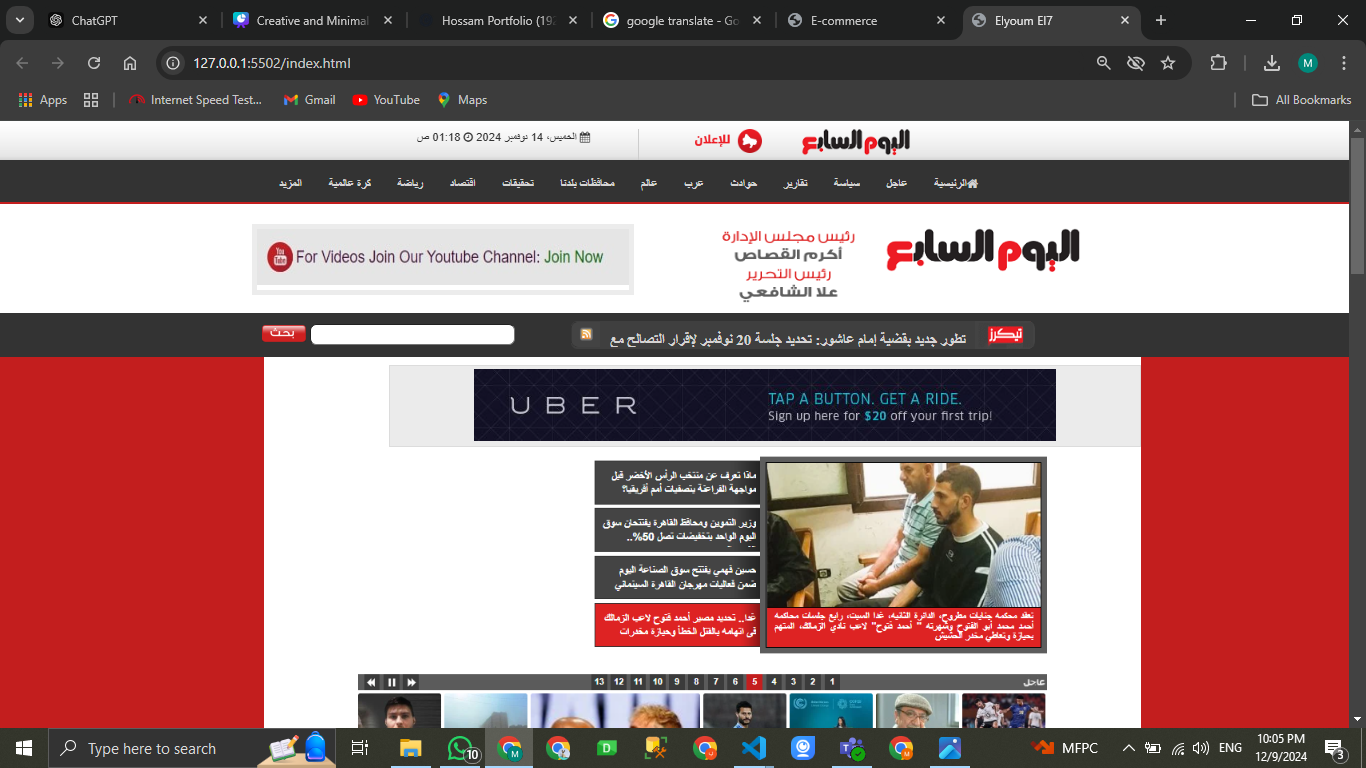 ChatGPT
Creative and Minimal
Hossam Portfolio (192
google translate - Go
E-commerce
Elyoum El7
127.0.0.1:5502/index.html
M
Apps
Internet Speed Test...
Gmail
YouTube
Maps
All Bookmarks
اليوم السابع
للإعلان
الخميس، 14 نوفمبر 2024 01:18 ص
الرئيسية عاجل سياسة تقارير حوادث عرب عالم محافظات بلدنا تحقيقات اقتصاد رياضة كرة عالمية المزيد
اليوم السابع
رئيس مجلس الإدارة
أكرم القصاص
رئيس التحرير
علا الشافعي
You Tube
For Videos Join Our Youtube Channel: Join Now
تيكرز
تطور جديد بقضية إمام عاشور: تحديد جلسة 20 نوفمبر لإقرار التصالح مع
بحث
UBER
TAP A BUTTON. GET A RIDE.
Sign up here for $20 off your first trip!
ماذا نعرف عن منتخب الرأس الأخضر قبل
مواجهة الفراعنة بتصفيات أمم أفريقيا؟
وزير التموين ومحافظ القاهرة يفتتحان سوق
اليوم الواحد بتخفيضات تصل 50%..
حسين فهمي يفتتح سوق الصناعة اليوم
ضمن فعاليات مهرجان القاهرة السينمائي
غدا.. تحديد مصير أحمد فتوح لاعب الزمالك
فى اتهامه بالقتل الخطأ وحيازة مخدرات
تعقد محكمه جنايات مطروح، الدائرة الثانيه، غدا السبت، رابع جلسات محاكمه
أحمد محمد أبو الفتوح وشهرته " أحمد فتوح" لاعب نادي الزمالك، المتهم
بحيازة وتعاطي مخدر الحشيش
عاجل
1 2 3 4 5 6 7 8 9 10 11 12 13
Type here to search
10
MFPC
ENG
10:05 PM
12/9/2024
3